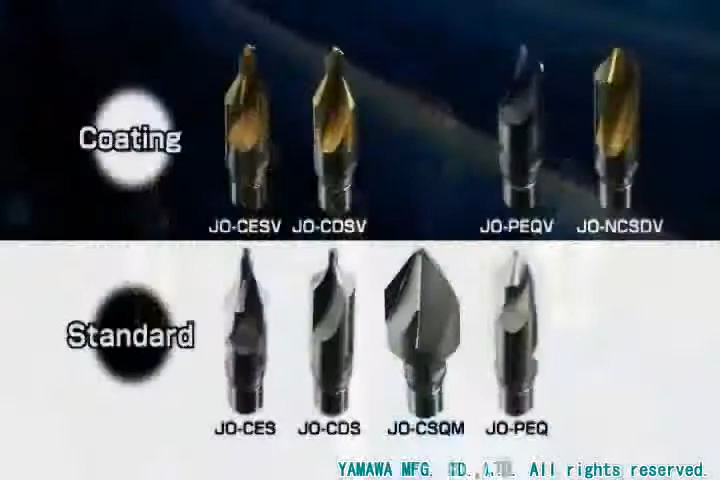 Coating
JO-CESV JO-CDSV JO-PEQV JO-NCSDV
Standard
JO-CES JO-CDS JO-CSQM JO-PEQ
YAMAWA MFG. All rights reserved.